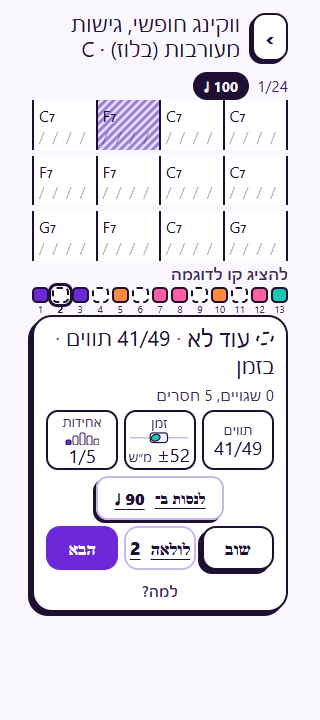 ווקינג חופשי, גישות
מעורבות (בלוז) · C
1/24 ♩ 100
C7 F7 C7 C7
/ / / / / / / / / / / / / / / /
F7 F7 C7 C7
/ / / / / / / / / / / / / / / /
G7 F7 C7 G7
/ / / / / / / / / / / / / / / /
להציג קו לדוגמה
1 2 3 4 5 6 7 8 9 10 11 12 13
עוד לא · 41/49 תווים ·
בזמן
0 שגויים, 5 חסרים
תווים
41/49
זמן
±52 מ״ש
אחידות
1/5
לנסות ב־ 90 ♩
שוב
לולאה 2
הבא
למה?